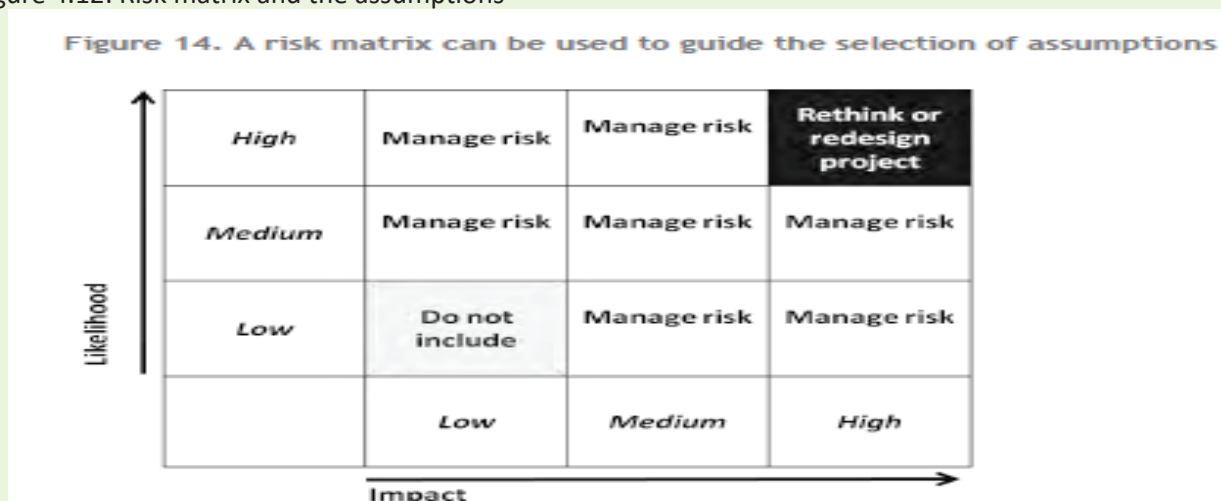 Figure 14. A risk matrix can be used to guide the selection of assumptions
High
Manage risk
Manage risk
Rethink or
redesign
project
Medium
Manage risk
Manage risk
Manage risk
Likelihood
Low
Do not
include
Manage risk
Manage risk
Low
Medium
High
Impact